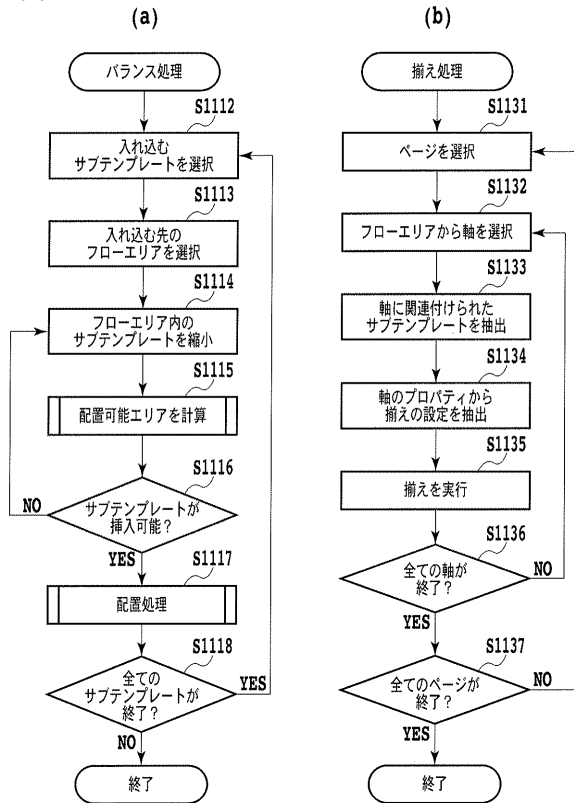 (a)
バランス処理
S1112
入れ込む
サブテンプレートを選択
S1113
入れ込む先の
フローエリアを選択
S1114
フローエリア内の
サブテンプレートを縮小
S1115
配置可能エリアを計算
S1116
サブテンプレートが
挿入可能?
NO
YES
S1117
配置処理
S1118
全ての
サブテンプレートが
終了?
YES
NO
終了
(b)
揃え処理
S1131
ページを選択
S1132
フローエリアから軸を選択
S1133
軸に関連付けられた
サブテンプレートを抽出
S1134
軸のプロパティから
揃えの設定を抽出
S1135
揃えを実行
S1136
全ての軸が
終了?
NO
YES
S1137
全てのページが
終了?
NO
YES
終了